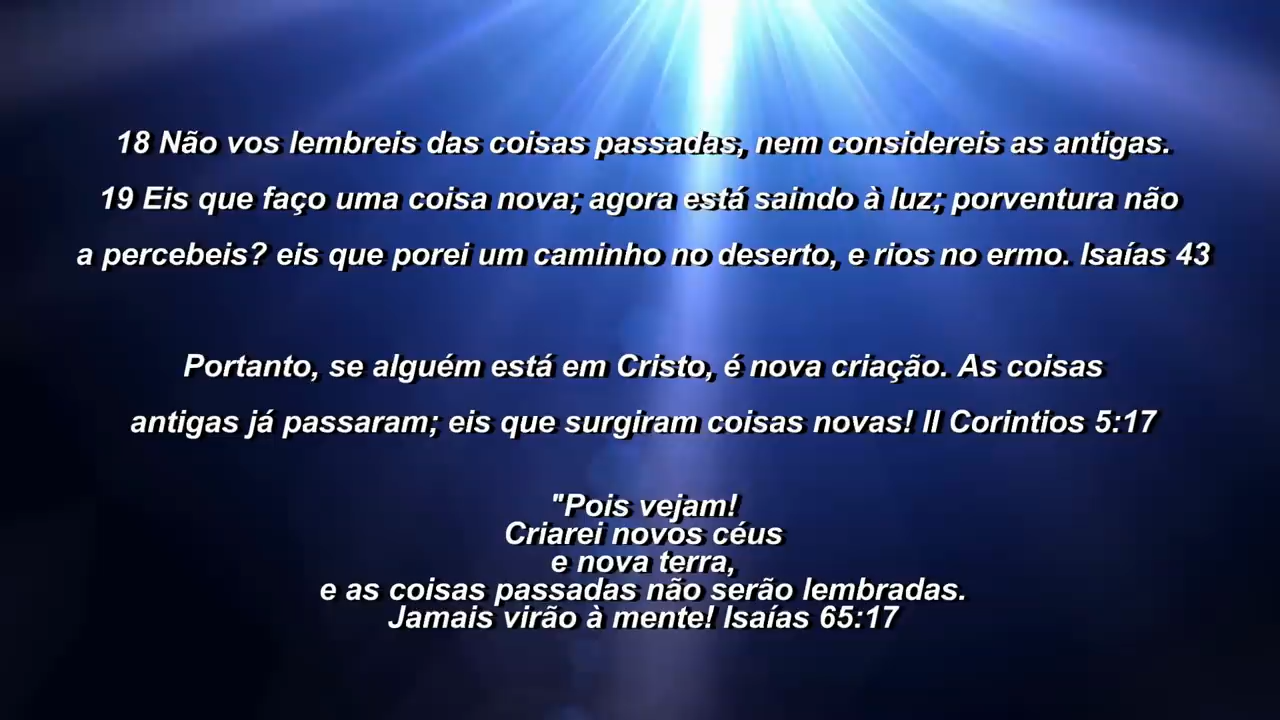 18 Não vos lembreis das coisas passadas, nem considereis as antigas.
19 Eis que faço uma coisa nova; agora está saindo à luz; porventura não
a percebeis? eis que porei um caminho no deserto, e rios no ermo. Isaías 43
Portanto, se alguém está em Cristo, é nova criação. As coisas
antigas já passaram; eis que surgiram coisas novas! II Corintios 5:17
"Pois vejam!
Criarei novos céus
e nova terra,
e as coisas passadas não serão lembradas.
Jamais virão à mente! Isaías 65:17